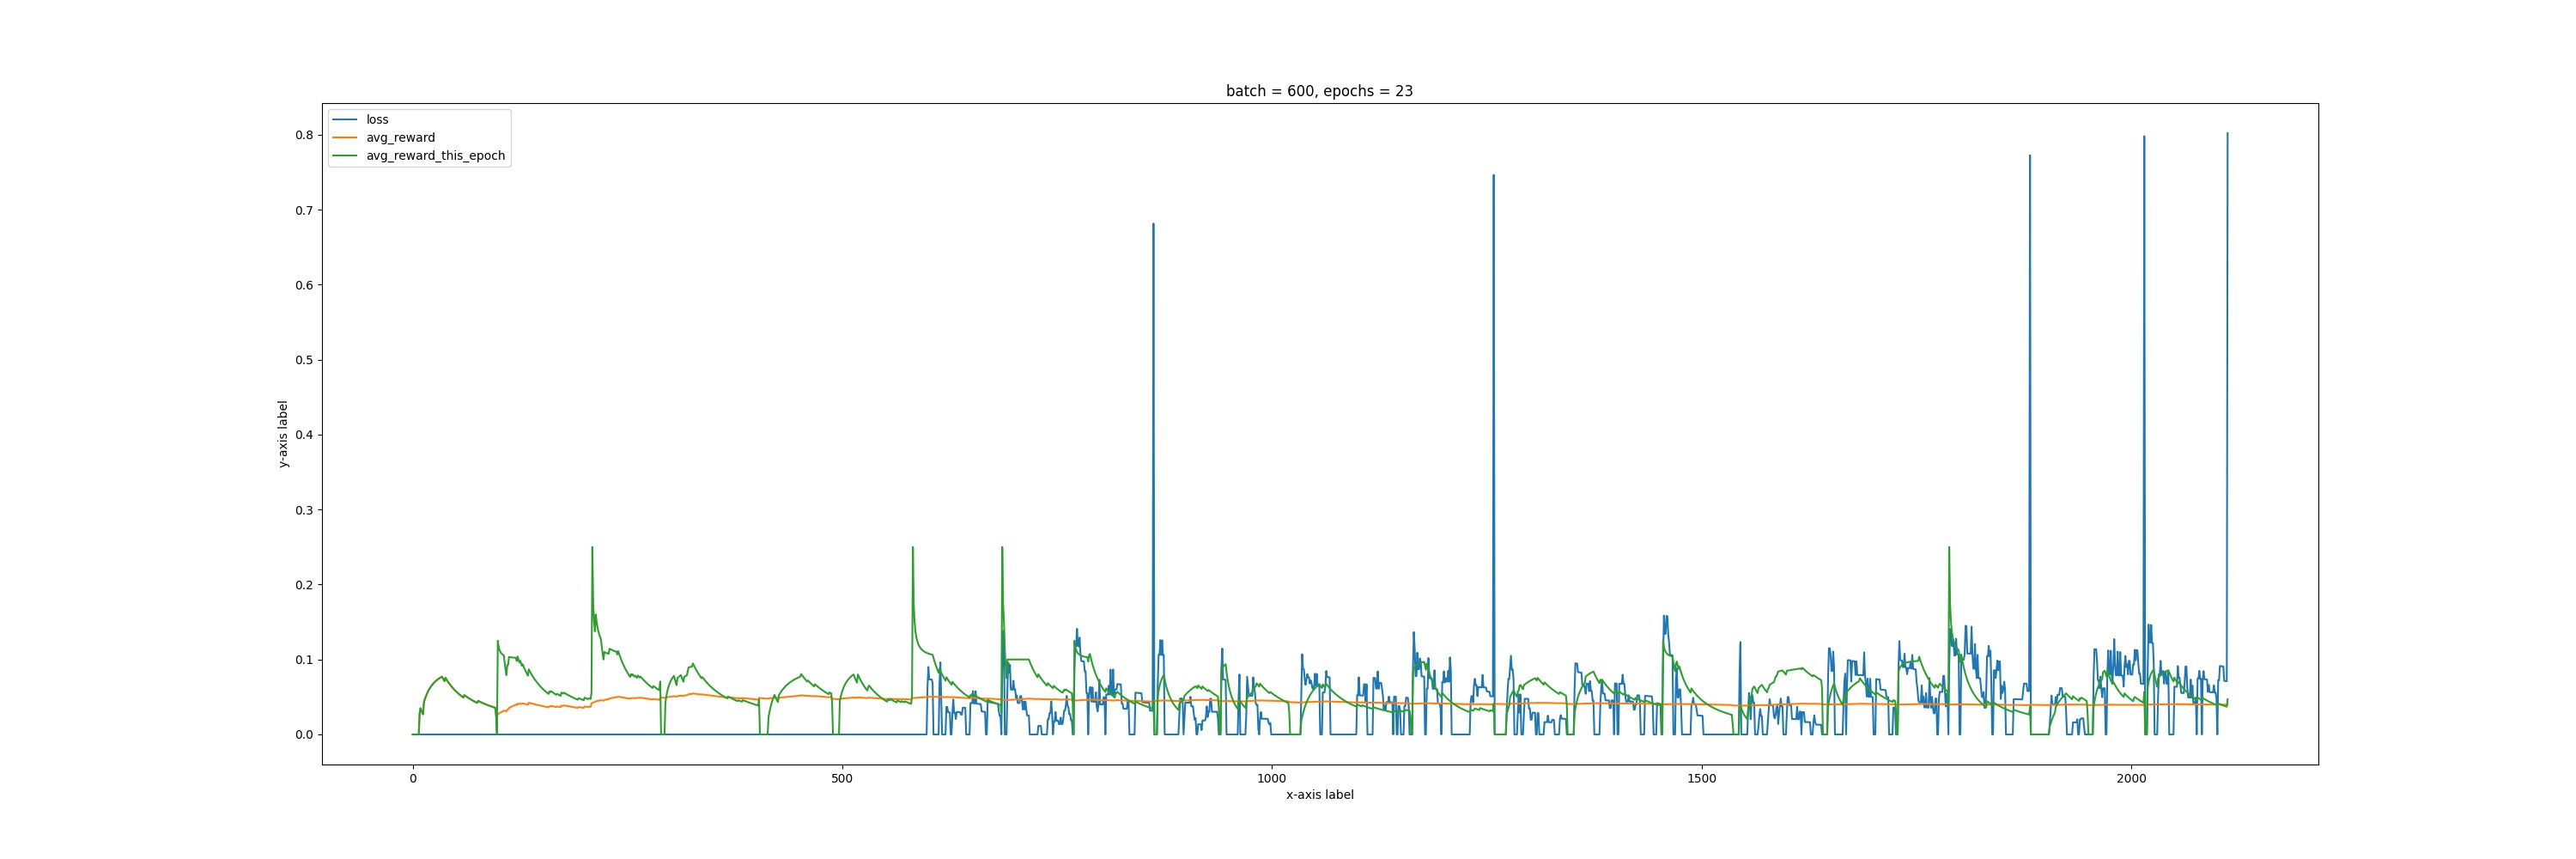 batch = 600, epochs = 23
loss
avg_reward
avg_reward_this_epoch
0.8
0.7
0.6
0.5
0.4
0.3
0.2
0.1
0.0
y-axis label
0
500
1000
1500
2000
x-axis label